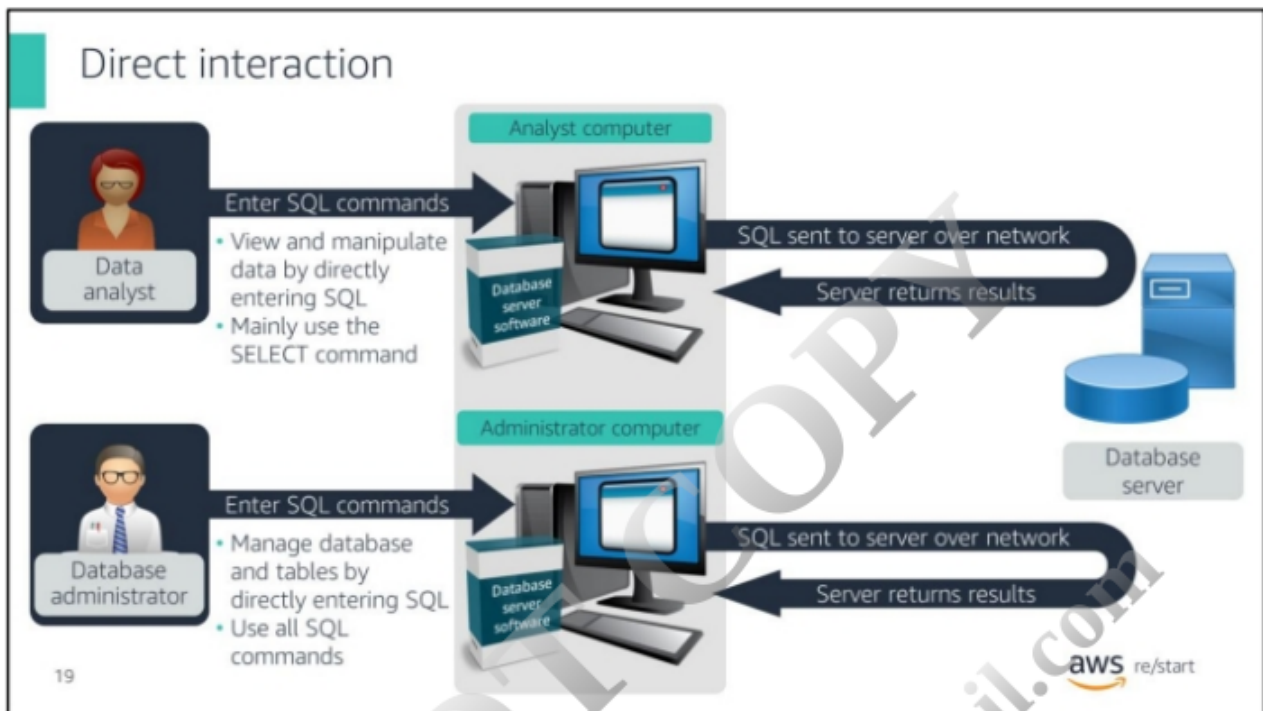 Direct interaction
Data
analyst
Enter SQL commands
• View and manipulate
data by directly
entering SQL
• Mainly use the
SELECT command
Analyst computer
Database
server
software
SQL sent to server over network
Server returns results
Database
server
Database
administrator
Enter SQL commands
• Manage database
and tables by
directly entering SQL
• Use all SQL
commands
Administrator computer
Database
server
software
SQL sent to server over network
Server returns results
19
aws re/start
COPY
il.com